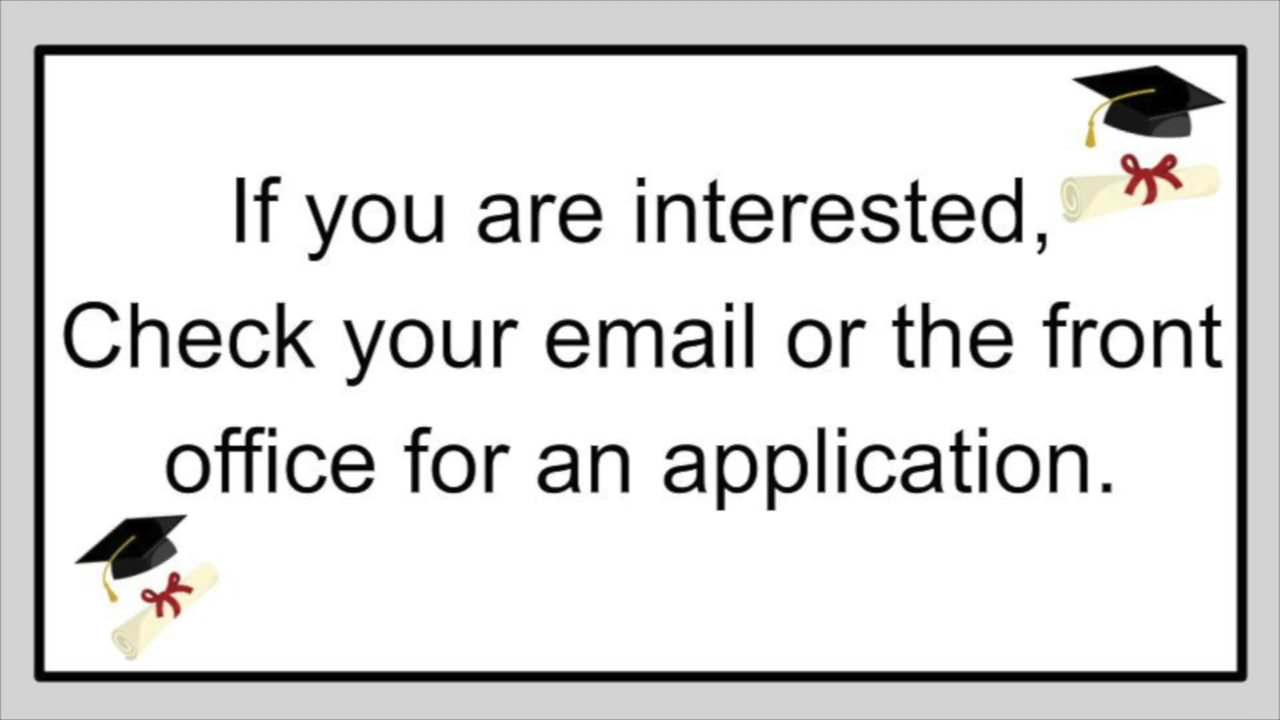 If you are interested,
Check your email or the front
office for an application.